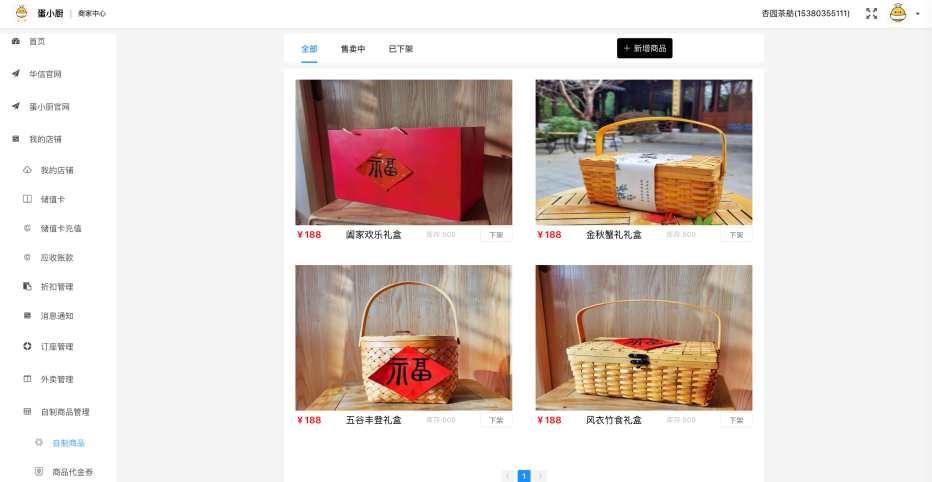 蛋小厨 | 商家中心
杏园茶舫(15380355111)
首页
华信官网
蛋小厨官网
我的店铺
我的店铺
储值卡
储值卡充值
应收账款
折扣管理
消息通知
订座管理
外卖管理
自制商品管理
自制商品
商品代金券
全部 售卖中 已下架
+ 新增商品
福
¥188 阖家欢乐礼盒 库存:500 下架
¥188 金秋蟹礼礼盒 库存:500 下架
福
¥188 五谷丰登礼盒 库存:500 下架
¥188 风衣竹食礼盒 库存:500 下架
< 1 >